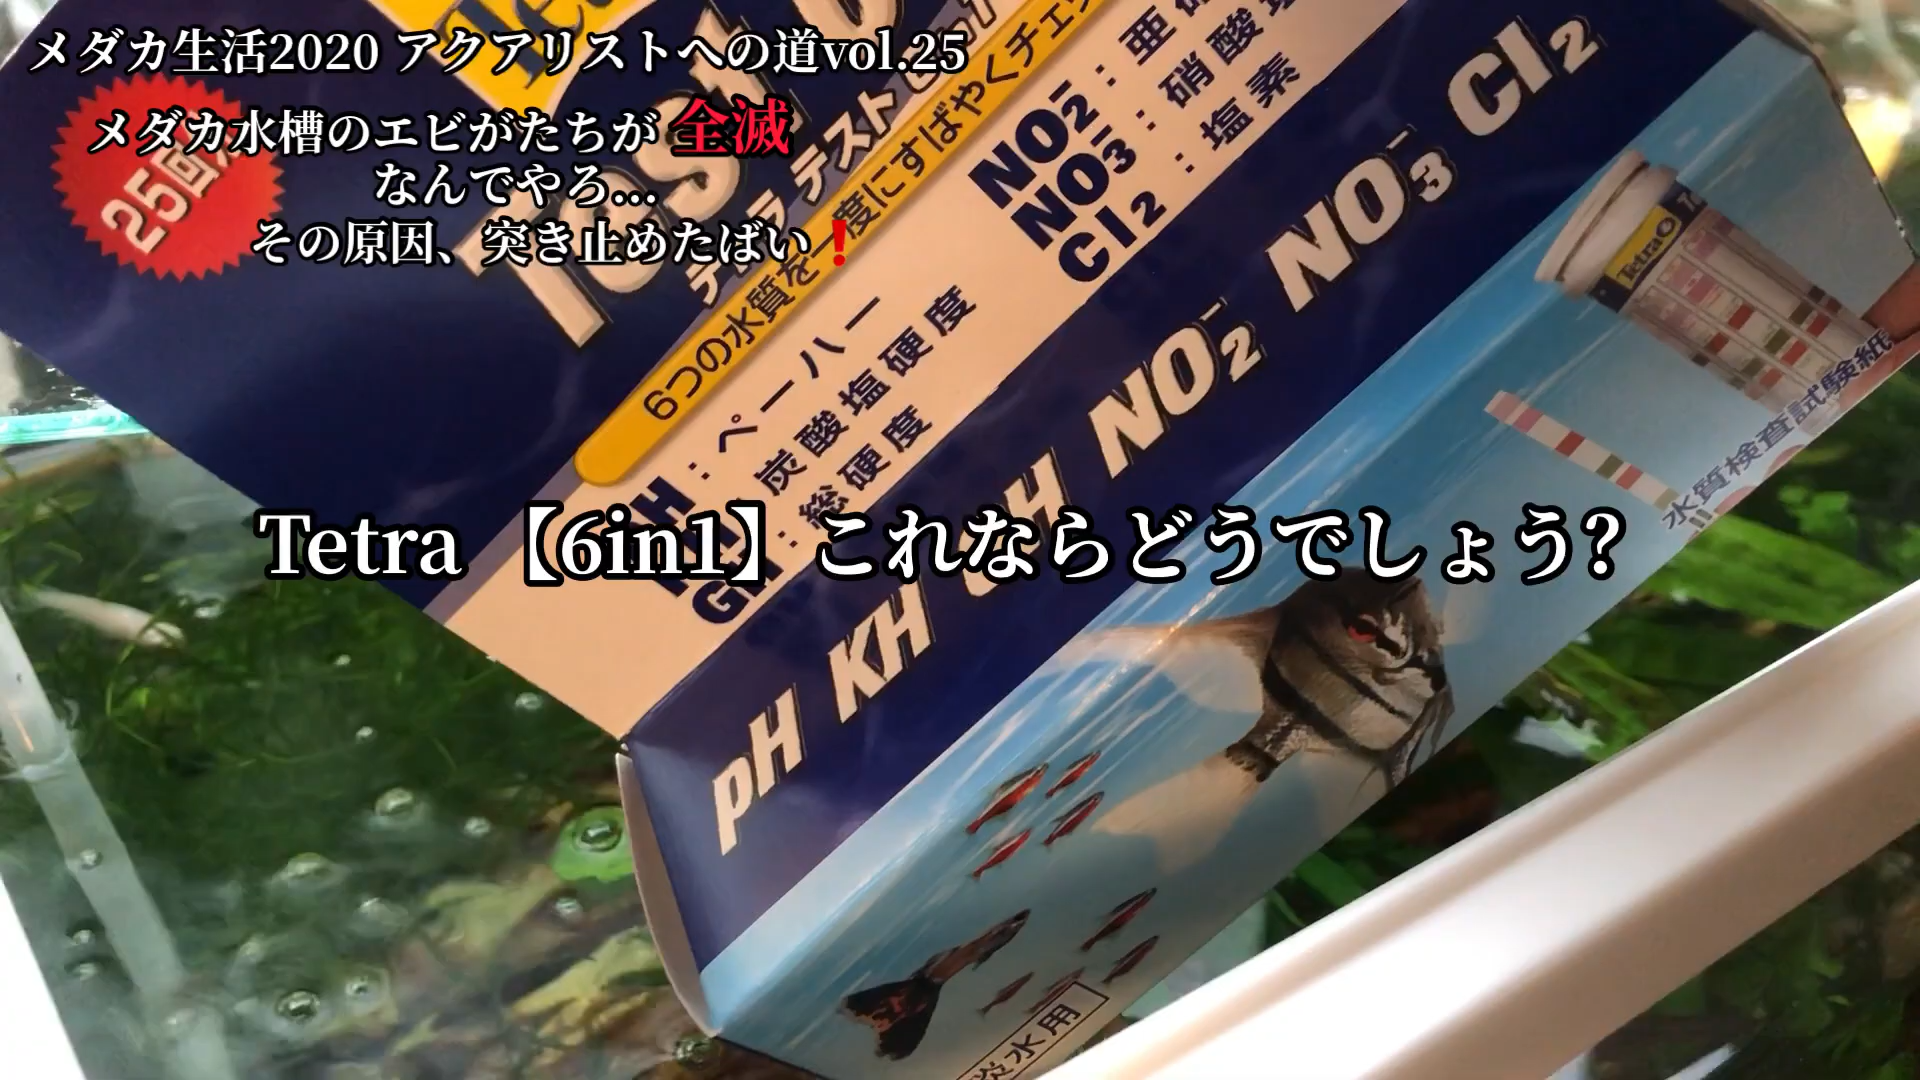 メダカ生活2020 アクアリストへの道vol.25
メダカ水槽のエビがたちが 全滅
なんでやろ...
その原因、突き止めたばい❗
Tetra 【6in1】これならどうでしょう?
25回
Test
テスト
6つの水質を一度にすばやくチェ
pH : ペーハー
KH : 炭酸塩硬度
GH : 総硬度
NO₂⁻ : 亜硝
NO₃⁻ : 硝酸塩
Cl₂ : 塩素
pH KH GH NO₂⁻ NO₃⁻ Cl₂
Tetra
水質検査試験紙
淡水用